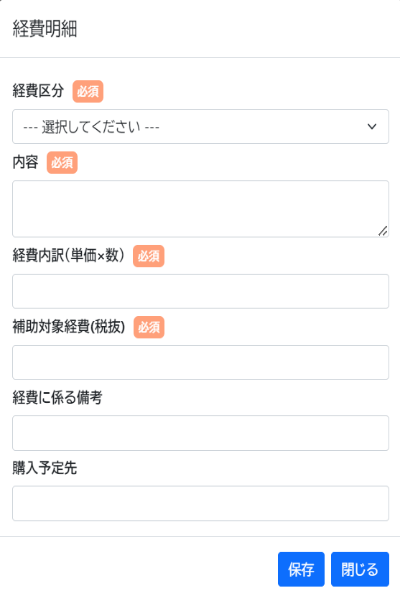 経費明細
経費区分 必須
--- 選択してください ---
内容 必須
経費内訳(単価×数) 必須
補助対象経費(税抜) 必須
経費に係る備考
購入予定先
保存 閉じる